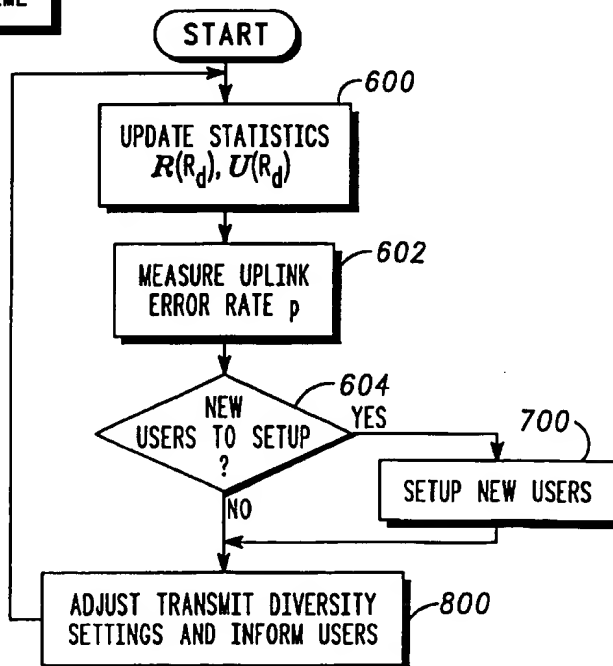 START
600
UPDATE STATISTICS
R(Rd), U(Rd)
602
MEASURE UPLINK
ERROR RATE p
604
NEW
USERS TO SETUP
?
YES
700
SETUP NEW USERS
NO
ADJUST TRANSMIT DIVERSITY
SETTINGS AND INFORM USERS
800